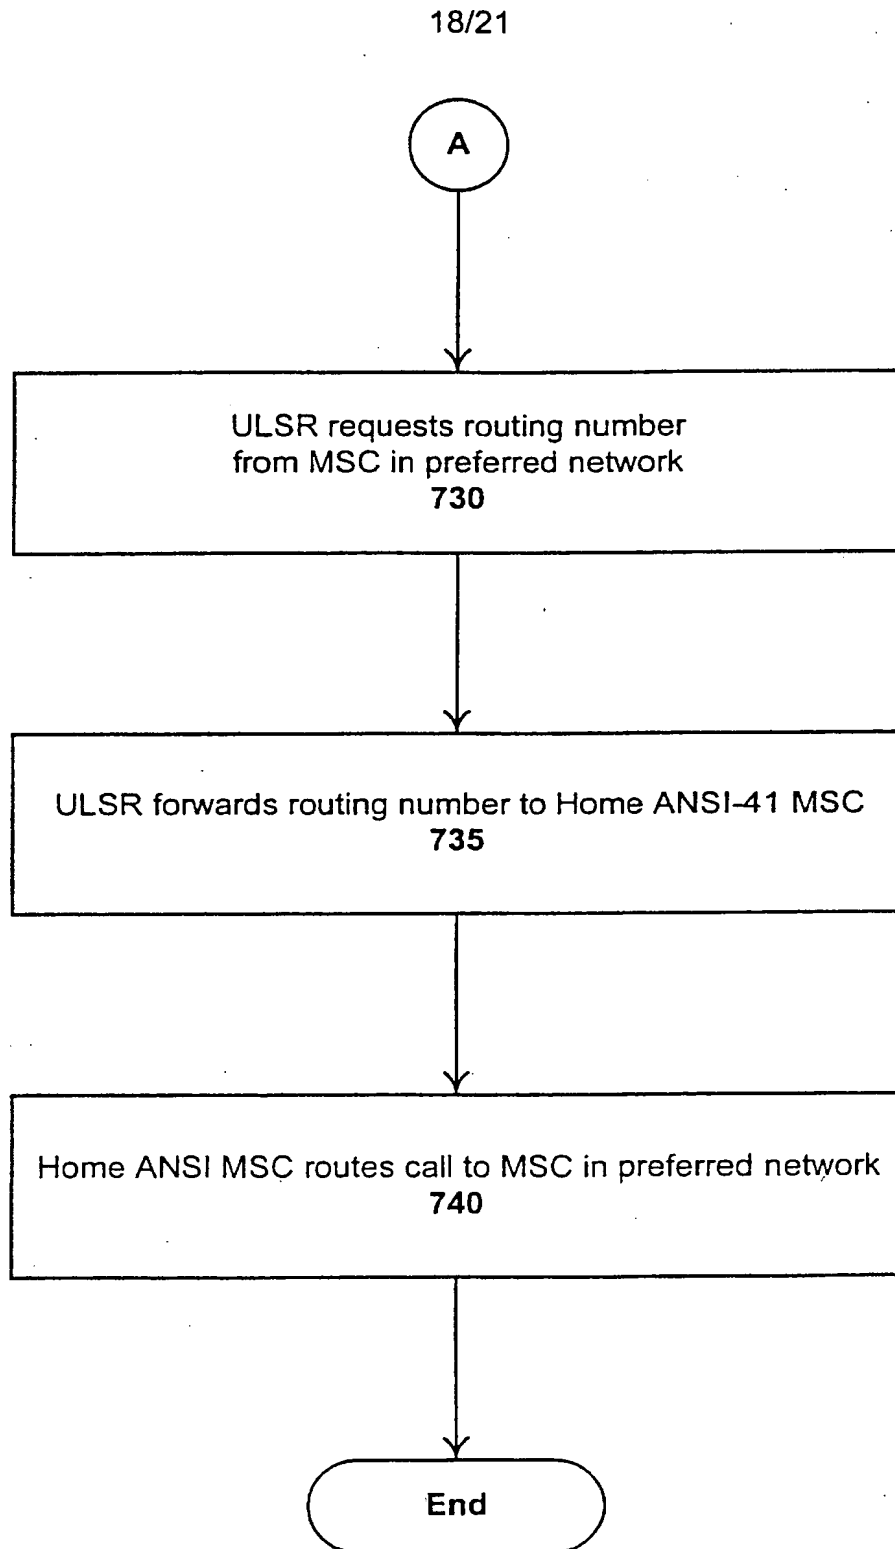 18/21
A
ULSR requests routing number
from MSC in preferred network
730
ULSR forwards routing number to Home ANSI-41 MSC
735
Home ANSI MSC routes call to MSC in preferred network
740
End